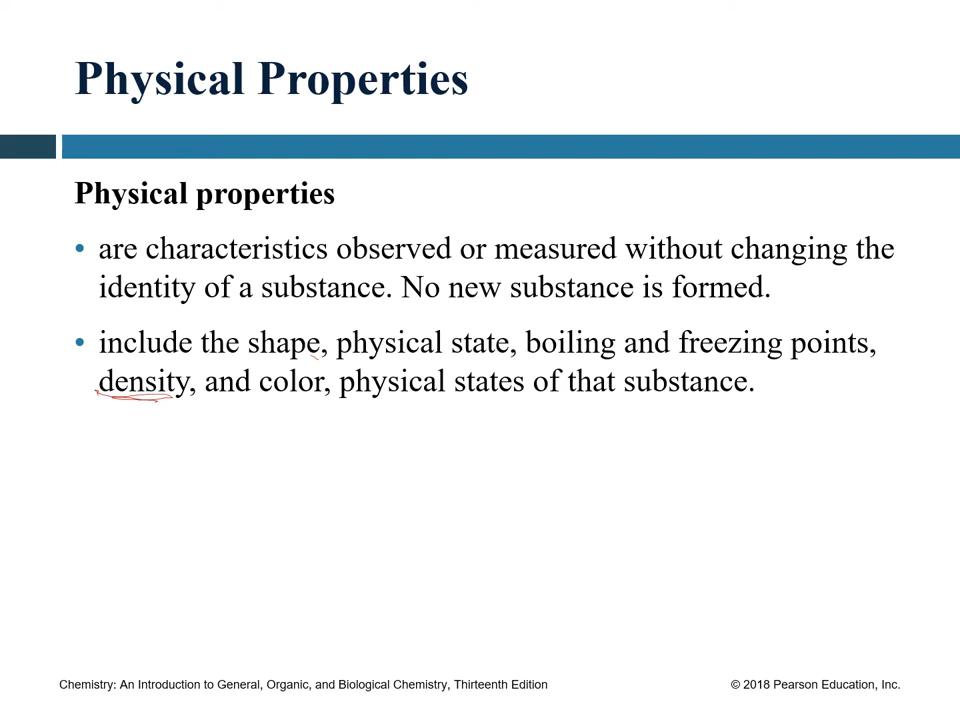 Physical Properties
Physical properties
• are characteristics observed or measured without changing the
identity of a substance. No new substance is formed.
• include the shape, physical state, boiling and freezing points,
density, and color, physical states of that substance.
Chemistry: An Introduction to General, Organic, and Biological Chemistry, Thirteenth Edition
© 2018 Pearson Education, Inc.